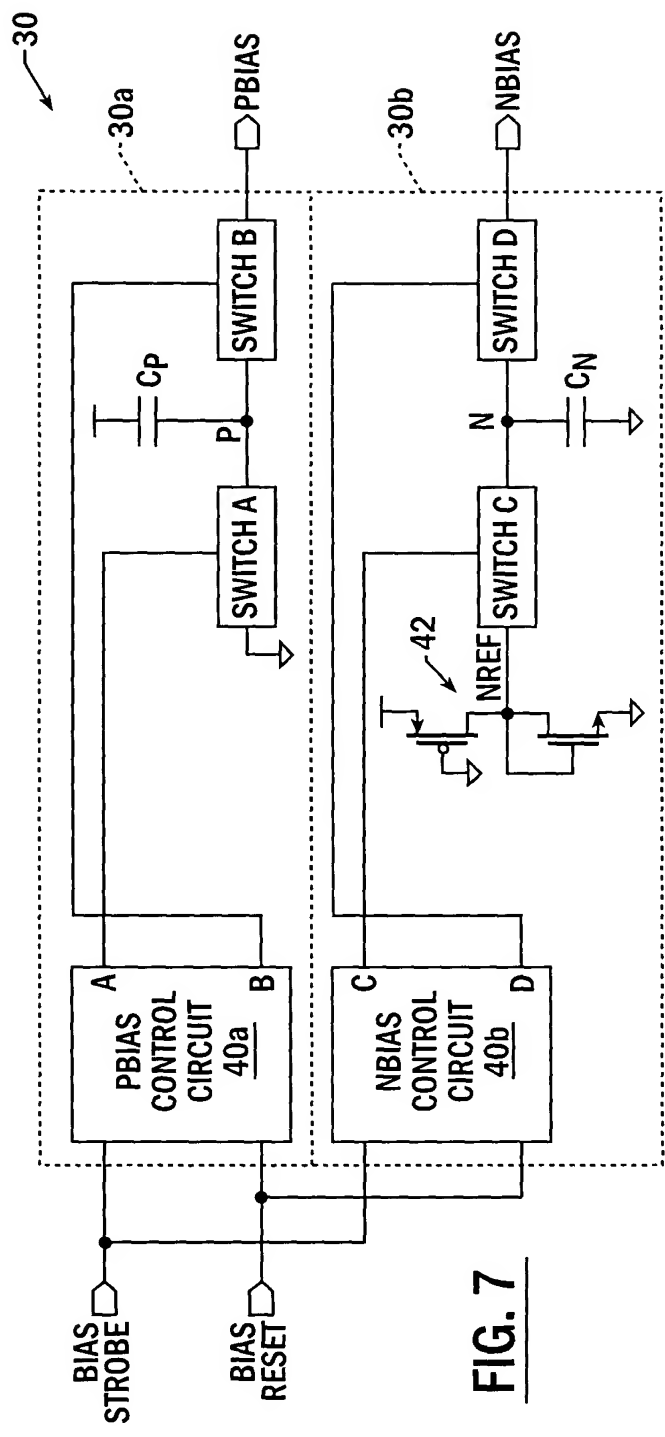 30
30a
PBIAS
CONTROL
CIRCUIT
40a
A
B
SWITCH A
P
CP
SWITCH B
PBIAS
BIAS
STROBE
BIAS
RESET
30b
NBIAS
CONTROL
CIRCUIT
40b
C
D
42
NREF
SWITCH C
N
CN
SWITCH D
NBIAS
FIG. 7